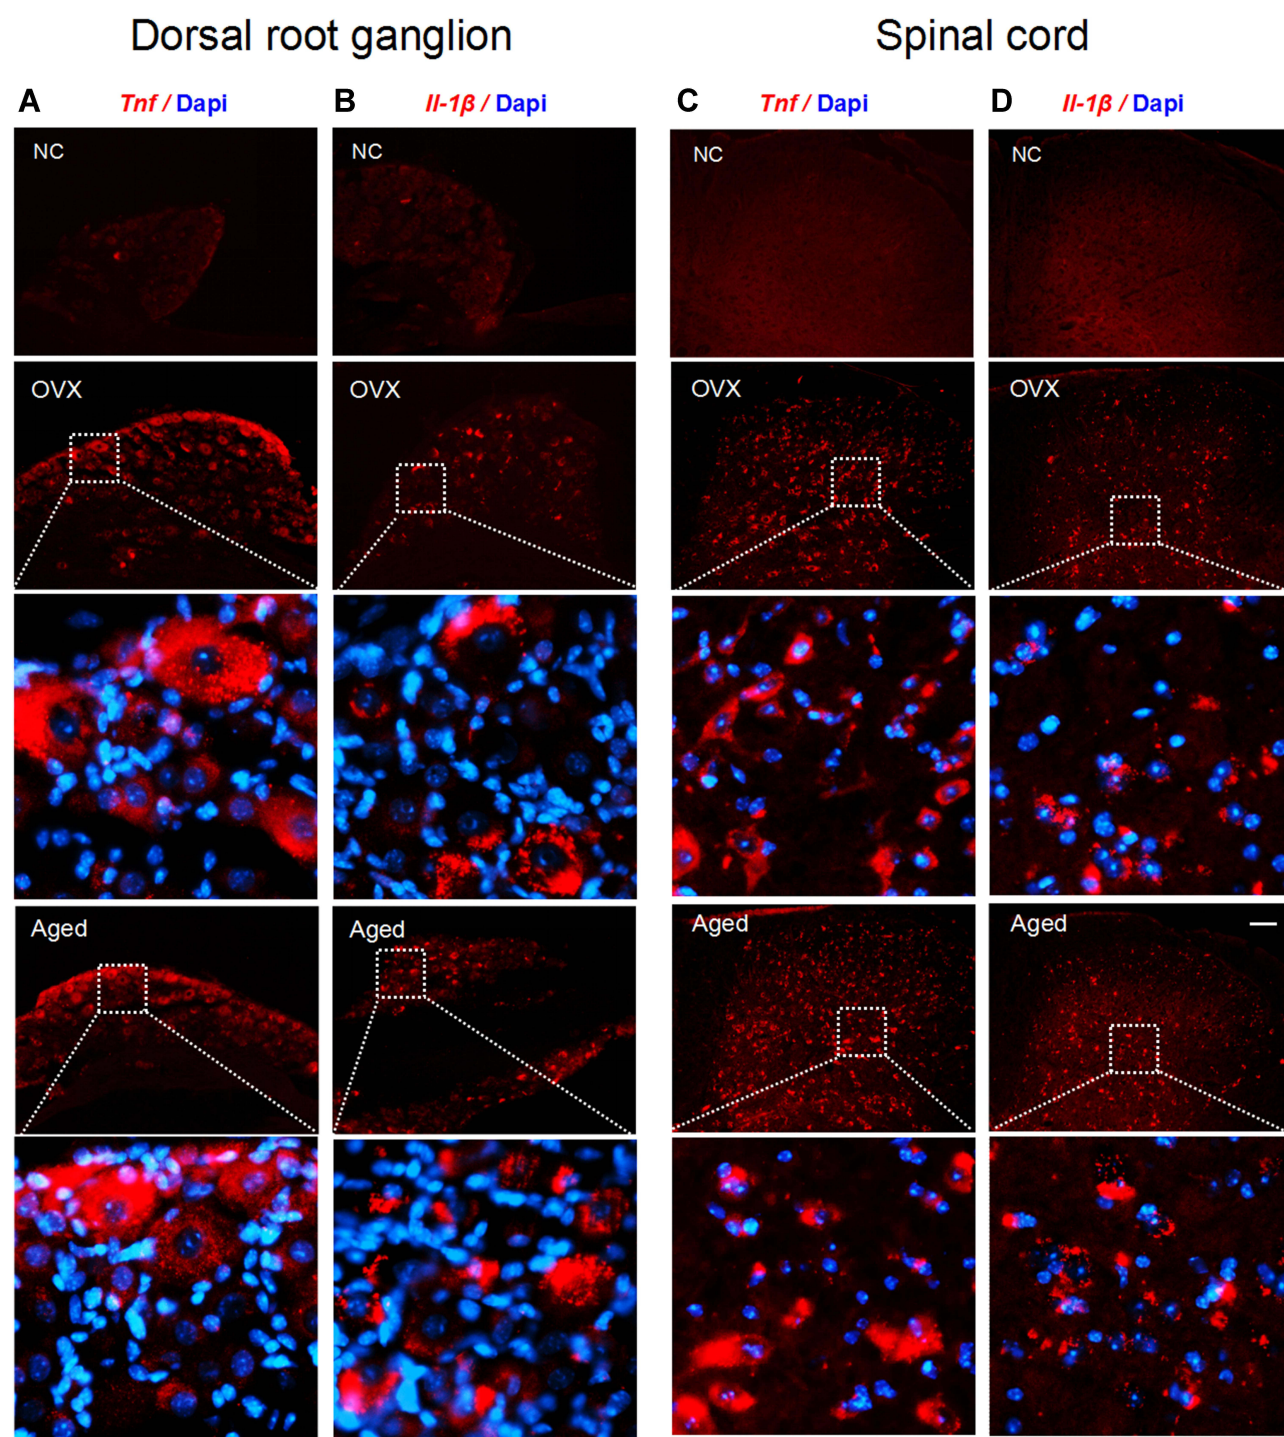 Dorsal root ganglion
Spinal cord
A Tnf / Dapi
B Il-1β / Dapi
C Tnf / Dapi
D Il-1β / Dapi
NC
NC
NC
NC
OVX
OVX
OVX
OVX
Aged
Aged
Aged
Aged